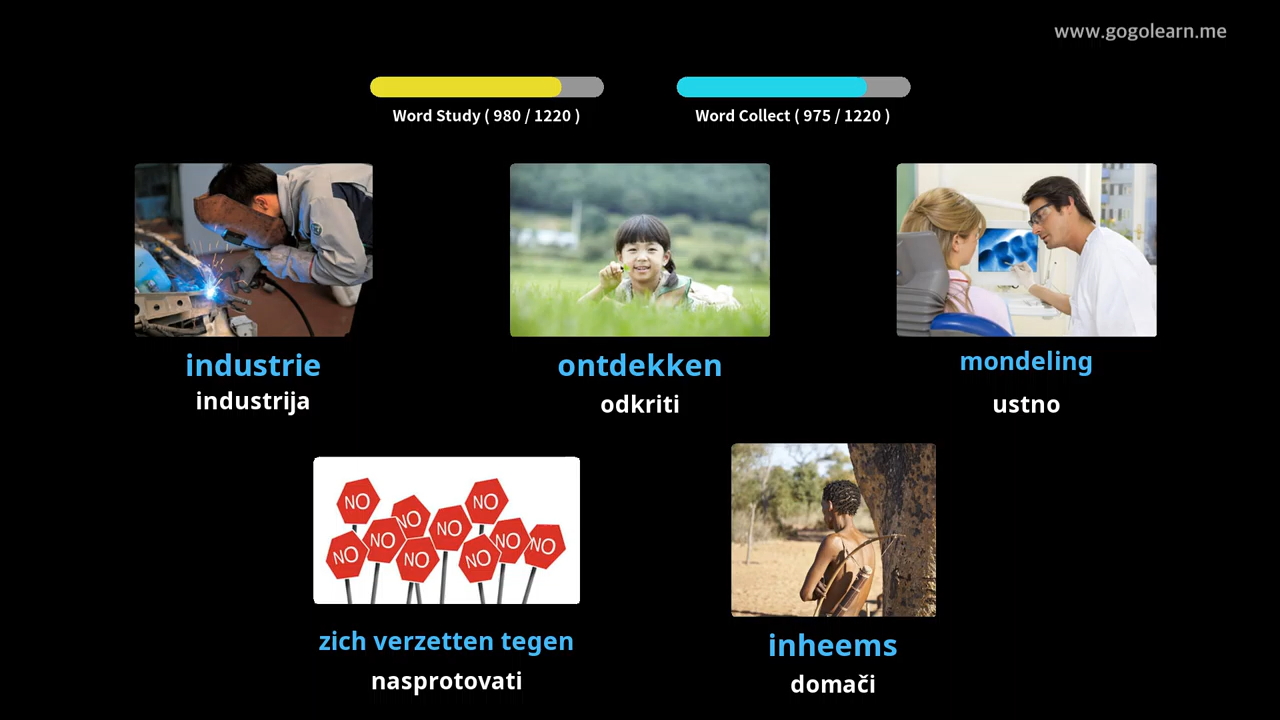 www.gogolearn.me
Word Study ( 980 / 1220 )
Word Collect ( 975 / 1220 )
industrie
industrija
ontdekken
odkriti
mondeling
ustno
NO
NO
NO
NO
NO
NO
NO
NO
NO
NO
zich verzetten tegen
nasprotovati
inheems
domači